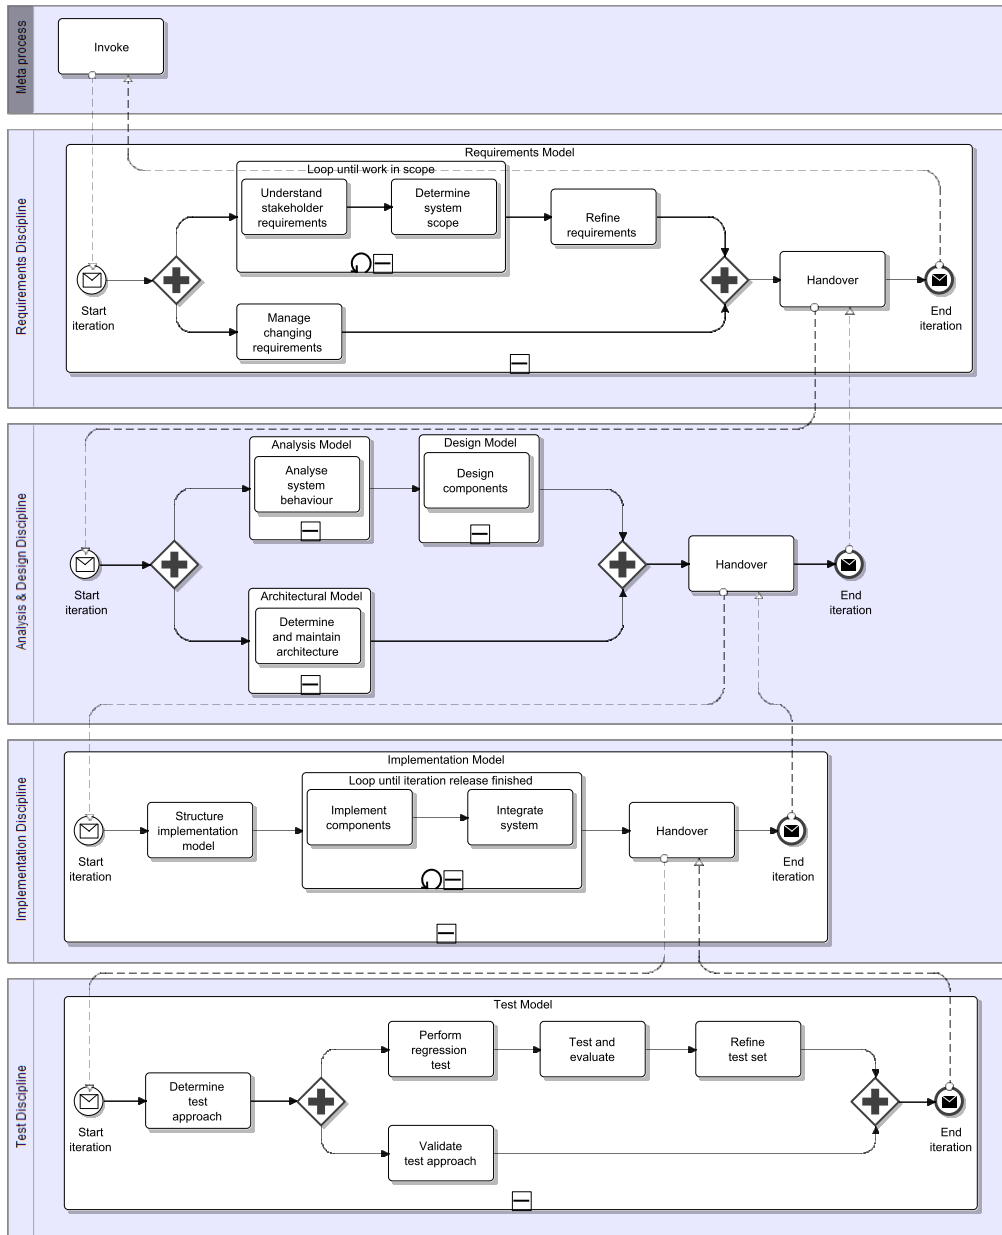 Meta process
Invoke
Requirements Discipline
Requirements Model
Loop until work in scope
Understand
stakeholder
requirements
Determine
system
scope
Refine
requirements
Start
iteration
Manage
changing
requirements
Handover
End
iteration
Analysis & Design Discipline
Analysis Model
Analyse
system
behaviour
Design Model
Design
components
Start
iteration
Architectural Model
Determine
and maintain
architecture
Handover
End
iteration
Implementation Discipline
Implementation Model
Loop until iteration release finished
Start
iteration
Structure
implementation
model
Implement
components
Integrate
system
Handover
End
iteration
Test Discipline
Test Model
Start
iteration
Determine
test
approach
Perform
regression
test
Test and
evaluate
Refine
test set
Validate
test approach
End
iteration